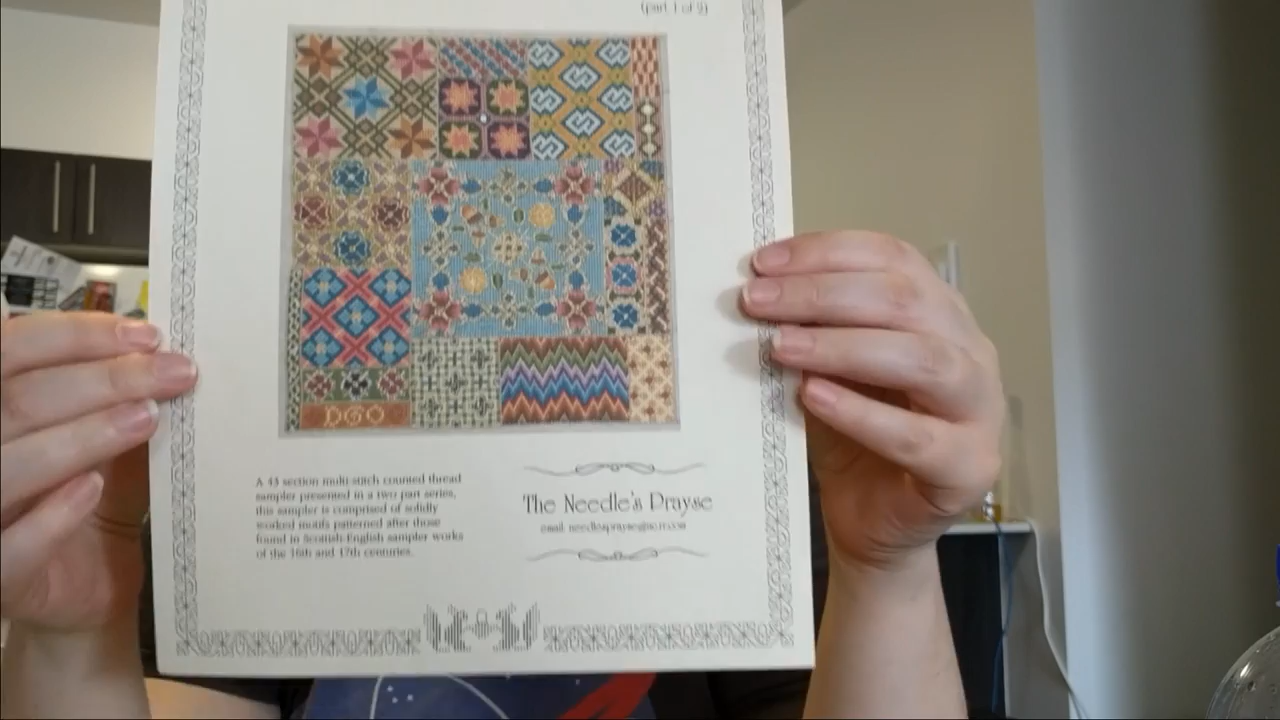 (part 1 of 2)
DGO
A 43 section multi-stitch counted thread
sampler presented in a two part series,
this sampler is comprised of solidly
worked motifs patterned after those
found in Scottish-English sampler works
of the 16th and 17th centuries.
The Needle's Prayse
email: